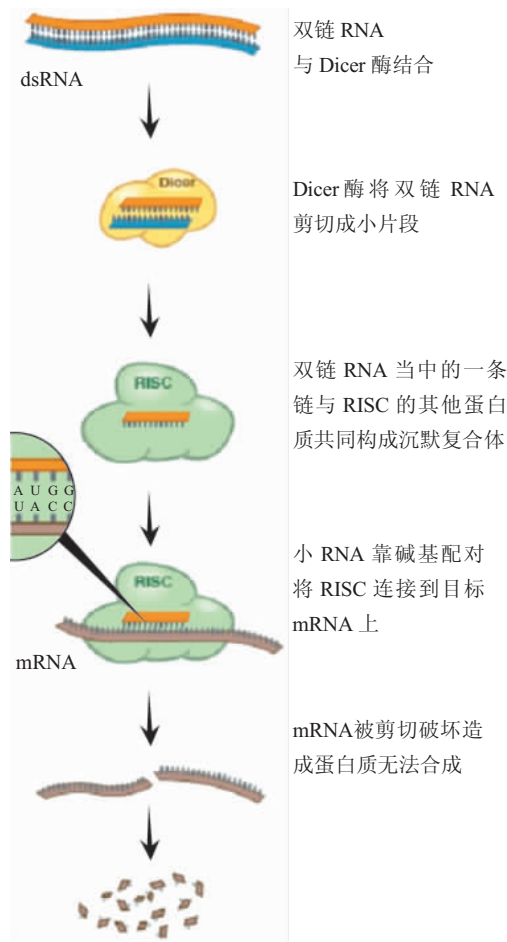 双链 RNA
与 Dicer 酶结合
dsRNA
Dicer
Dicer 酶将双链 RNA
剪切成小片段
双链 RNA 当中的一条
链与 RISC 的其他蛋白
质共同构成沉默复合体
RISC
A U G G
U A C C
小 RNA 靠碱基配对
将 RISC 连接到目标
mRNA 上
RISC
mRNA
mRNA被剪切破坏造
成蛋白质无法合成